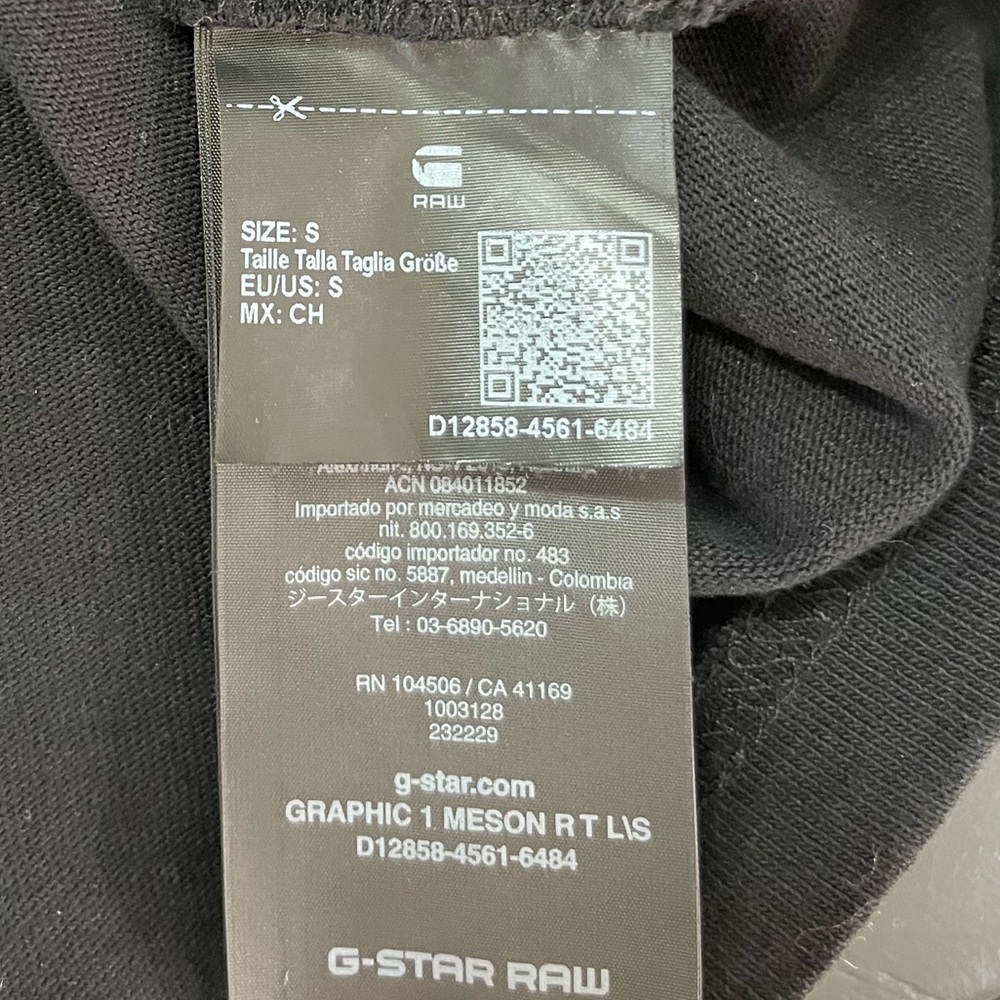 RAW
SIZE: S
Taille Talla Taglia Größe
EU/US: S
MX: CH
D12858-4561-6484
ACN 084011852
Importado por mercadeo y moda s.a.s
nit. 800.169.352-6
código importador no. 483
código sic no. 5887, medellin - Colombia
ジースターインターナショナル（株）
Tel : 03-6890-5620
RN 104506 / CA 41169
1003128
232229
g-star.com
GRAPHIC 1 MESON R T L\S
D12858-4561-6484
G-STAR RAW